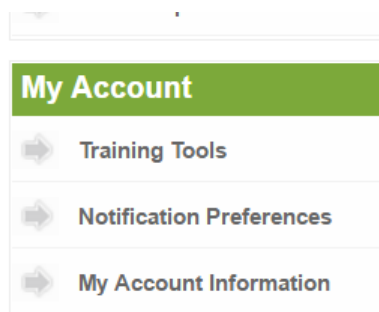 My Account
Training Tools
Notification Preferences
My Account Information